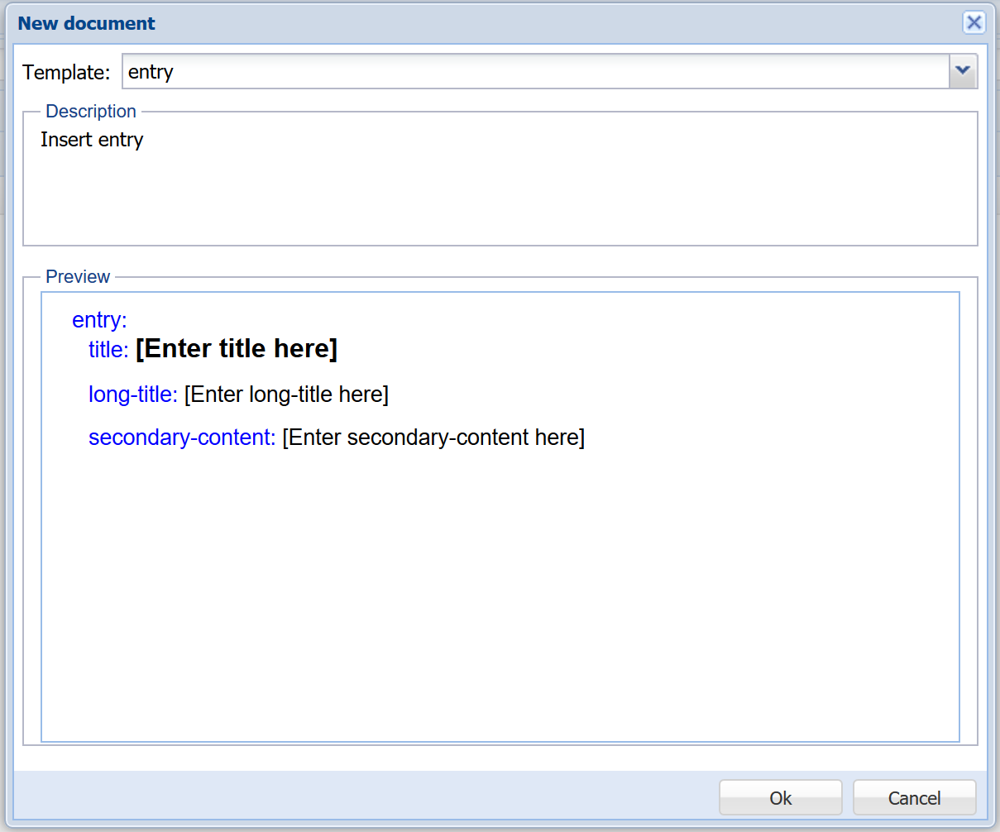 New document
Template: entry
Description
Insert entry
Preview
entry:
title: [Enter title here]
long-title: [Enter long-title here]
secondary-content: [Enter secondary-content here]
Ok Cancel